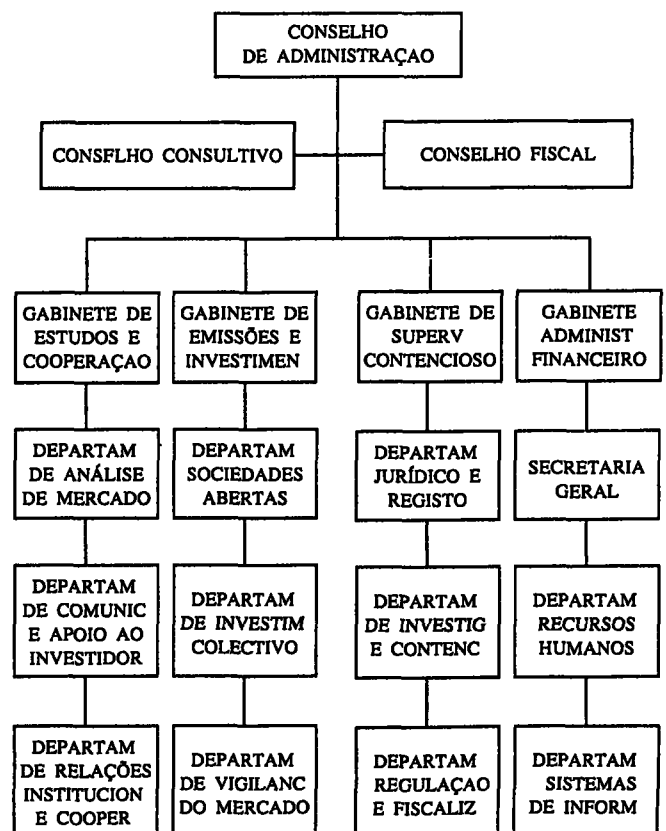 CONSELHO
DE ADMINISTRAÇAO
CONSFLHO CONSULTIVO
CONSELHO FISCAL
GABINETE DE
ESTUDOS E
COOPERAÇAO
GABINETE DE
EMISSÕES E
INVESTIMEN
GABINETE DE
SUPERV
CONTENCIOSO
GABINETE
ADMINIST
FINANCEIRO
DEPARTAM
DE ANÁLISE
DE MERCADO
DEPARTAM
SOCIEDADES
ABERTAS
DEPARTAM
JURÍDICO E
REGISTO
SECRETARIA
GERAL
DEPARTAM
DE COMUNIC
E APOIO AO
INVESTIDOR
DEPARTAM
DE INVESTIM
COLECTIVO
DEPARTAM
DE INVESTIG
E CONTENC
DEPARTAM
RECURSOS
HUMANOS
DEPARTAM
DE RELAÇÕES
INSTITUCION
E COOPER
DEPARTAM
DE VIGILANC
DO MERCADO
DEPARTAM
REGULAÇAO
E FISCALIZ
DEPARTAM
SISTEMAS
DE INFORM